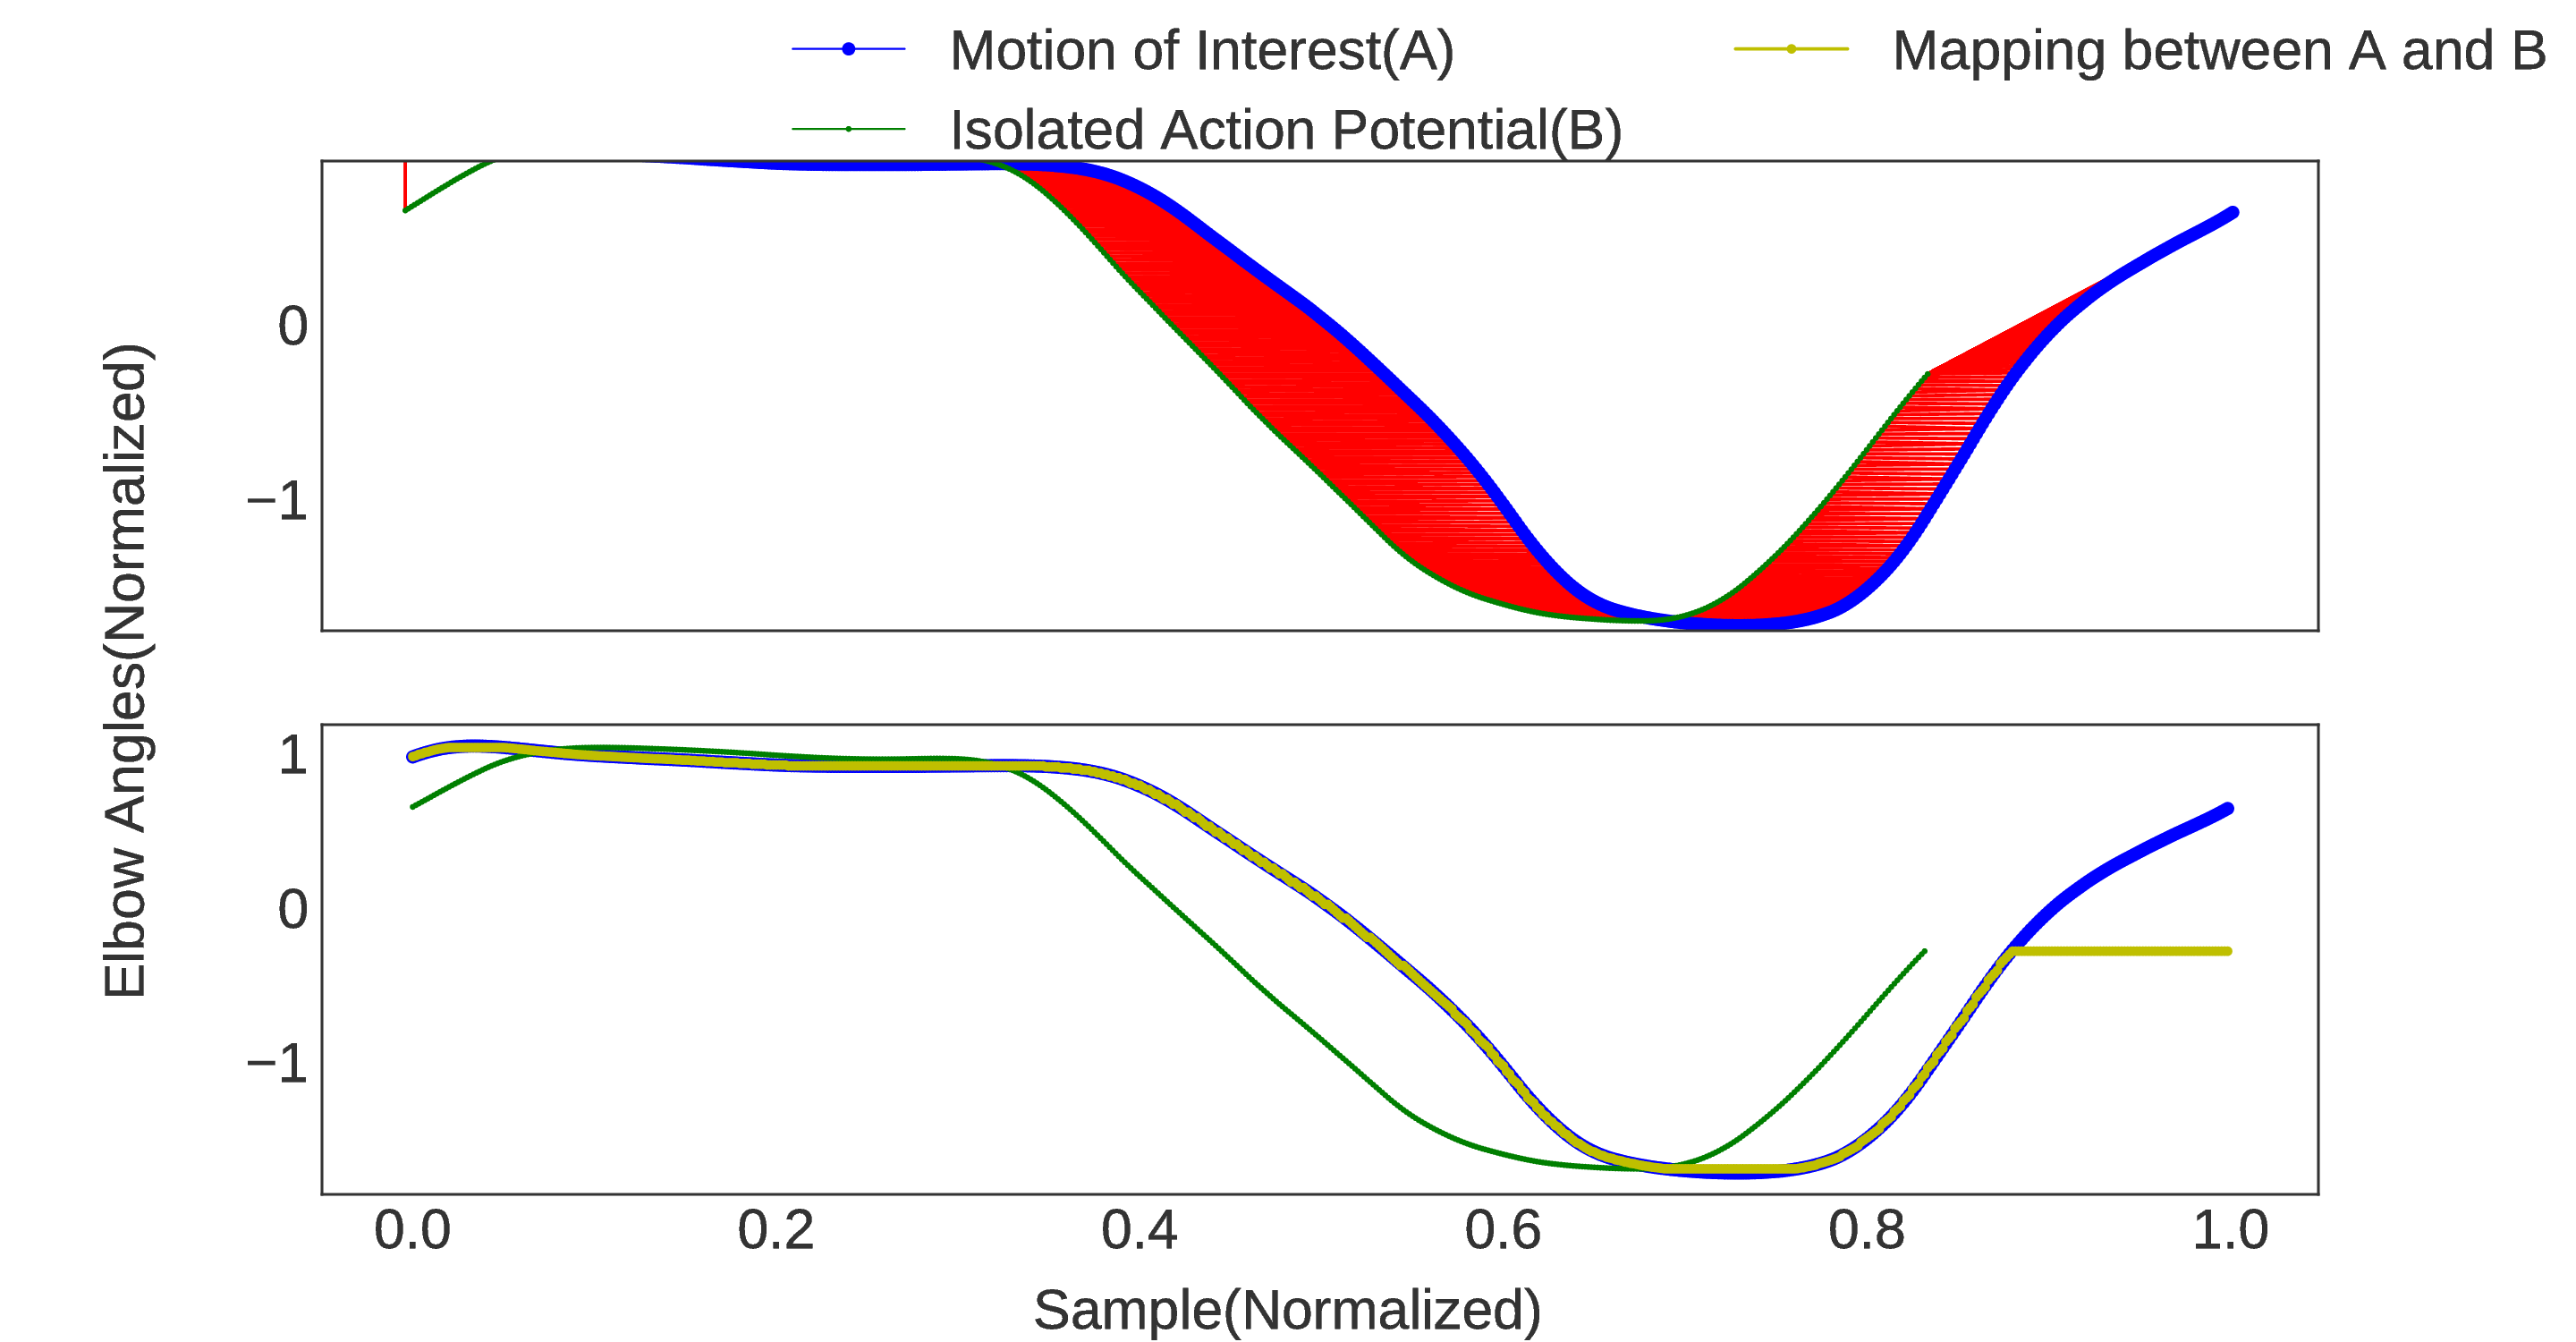 Motion of Interest(A)
Mapping between A and B
Isolated Action Potential(B)
Elbow Angles(Normalized)
0
−1
1
0
−1
0.0 0.2 0.4 0.6 0.8 1.0
Sample(Normalized)